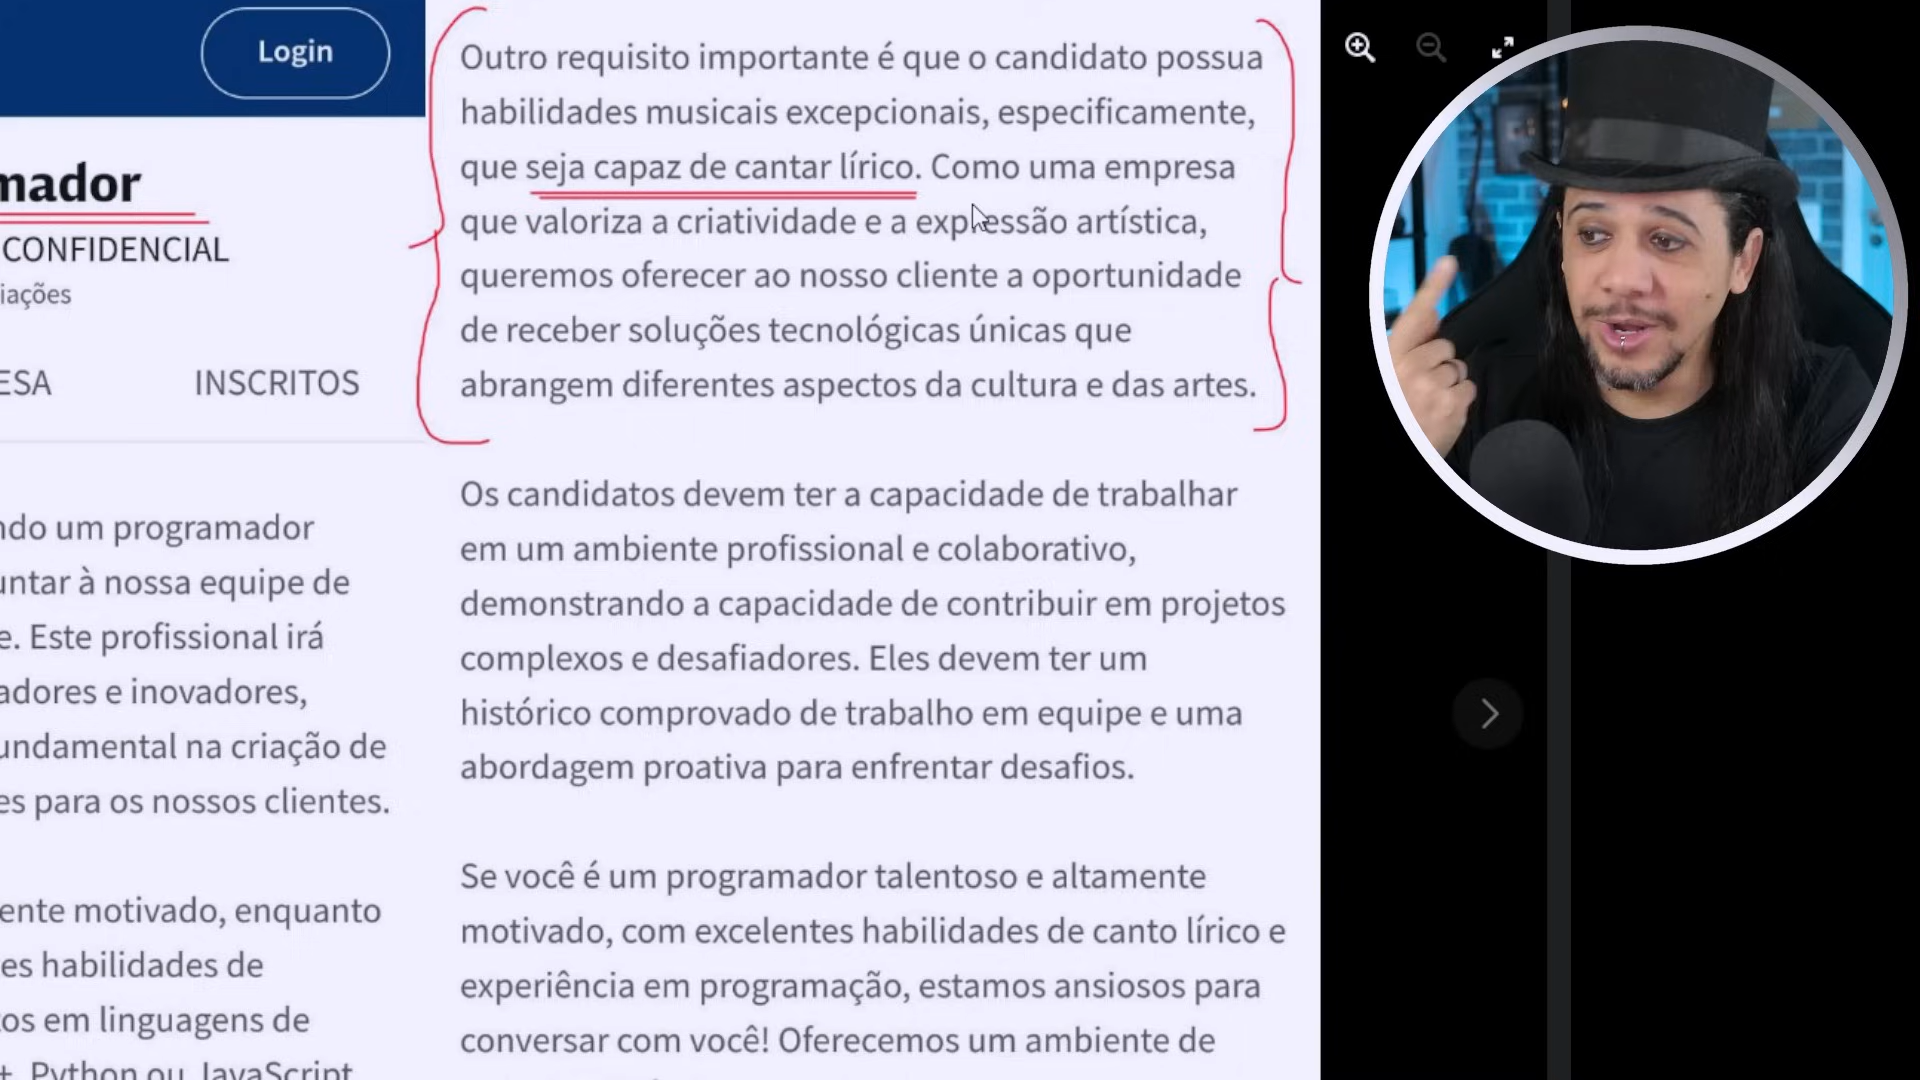 Login
mador
CONFIDENCIAL
iações
ESA
INSCRITOS
ndo um programador
untar à nossa equipe de
e. Este profissional irá
adores e inovadores,
undamental na criação de
es para os nossos clientes.
ente motivado, enquanto
es habilidades de
tos em linguagens de
+, Python ou JavaScript
Outro requisito importante é que o candidato possua
habilidades musicais excepcionais, especificamente,
que seja capaz de cantar lírico. Como uma empresa
que valoriza a criatividade e a expressão artística,
queremos oferecer ao nosso cliente a oportunidade
de receber soluções tecnológicas únicas que
abrangem diferentes aspectos da cultura e das artes.
Os candidatos devem ter a capacidade de trabalhar
em um ambiente profissional e colaborativo,
demonstrando a capacidade de contribuir em projetos
complexos e desafiadores. Eles devem ter um
histórico comprovado de trabalho em equipe e uma
abordagem proativa para enfrentar desafios.
Se você é um programador talentoso e altamente
motivado, com excelentes habilidades de canto lírico e
experiência em programação, estamos ansiosos para
conversar com você! Oferecemos um ambiente de